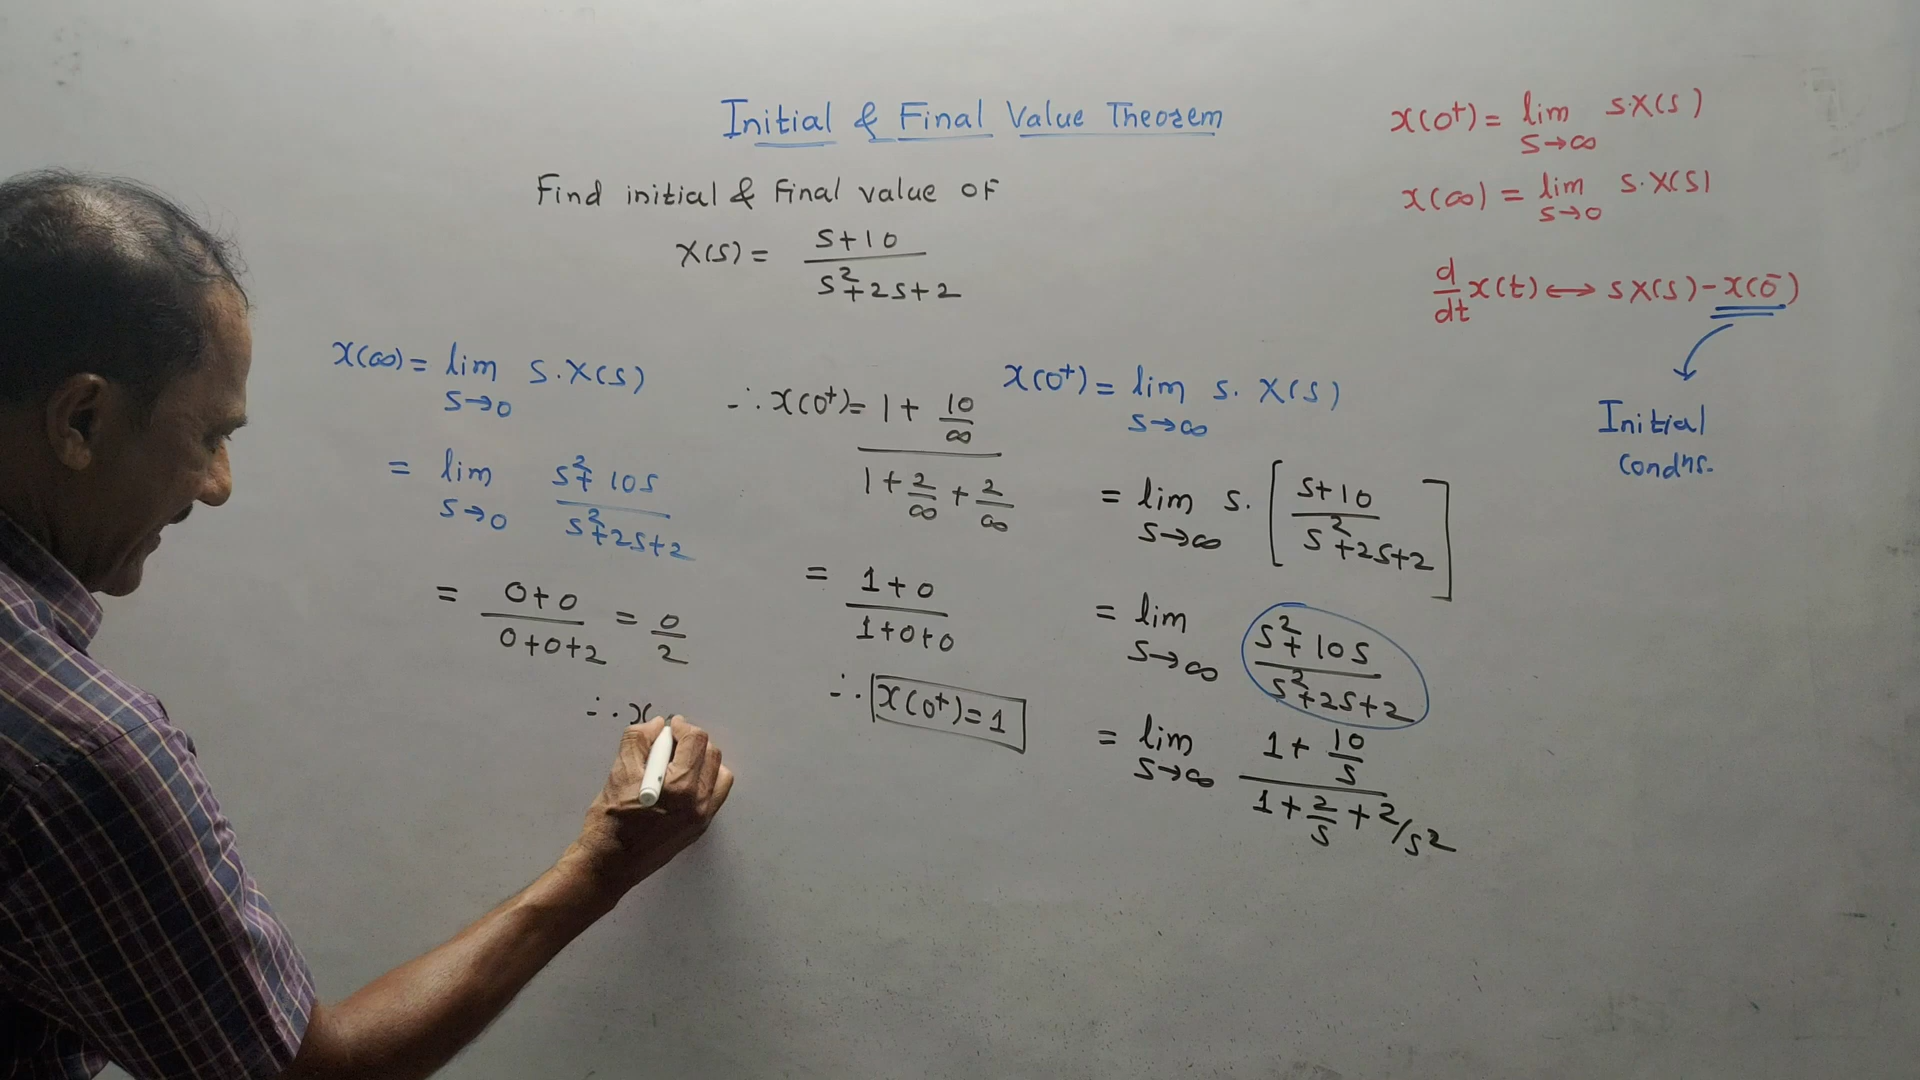 Initial & Final Value Theorem
Find initial & Final value of
X(s) = (s+10)/(s²+2s+2)
x(∞) = lim s→0 s.X(s)
= lim s→0 (s²+10s)/(s²+2s+2)
= (0+0)/(0+0+2) = 0/2
∴ x(
∴ x(0⁺) = (1 + 10/∞)/(1 + 2/∞ + 2/∞)
= (1+0)/(1+0+0)
∴ x(0⁺) = 1
x(0⁺) = lim s→∞ s. X(s)
= lim s→∞ s. [(s+10)/(s²+2s+2)]
= lim s→∞ (s²+10s)/(s²+2s+2)
= lim s→∞ (1 + 10/s)/(1 + 2/s + 2/s²)
x(0⁺) = lim s→∞ s.X(s)
x(∞) = lim s→0 s.X(s)
d/dt x(t) ↔ sX(s) - x(0⁻)
Initial
Condns.